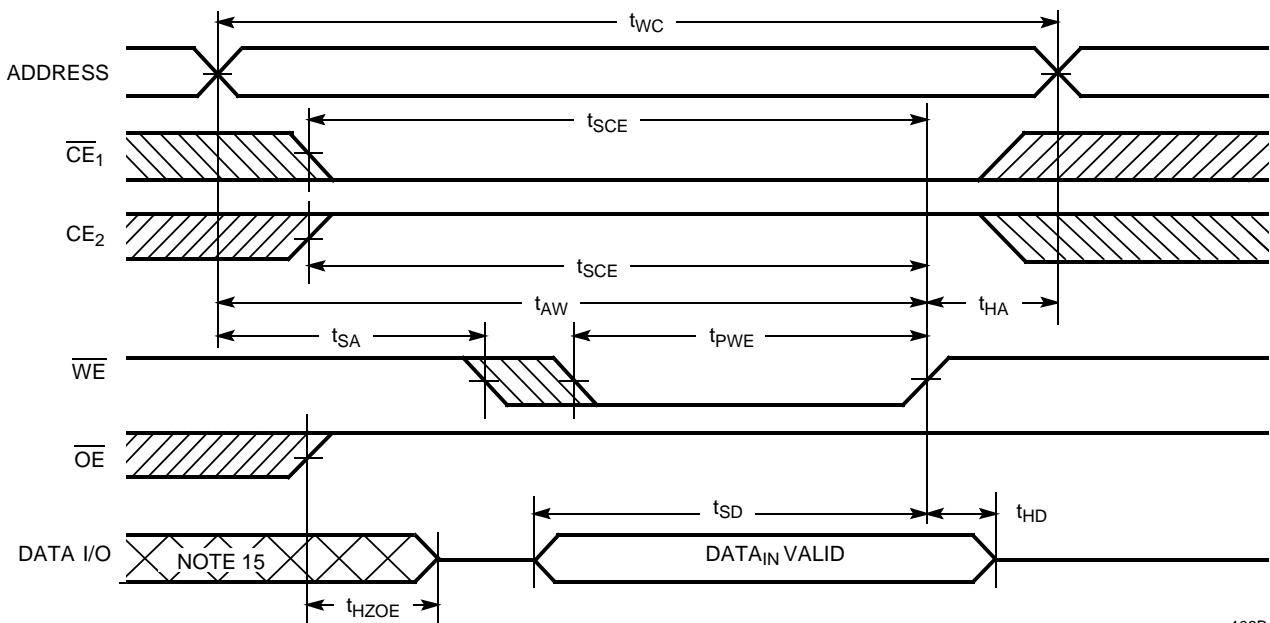 tWC
ADDRESS
tSCE
CE1
CE2
tSCE
tAW
tHA
tSA
tPWE
WE
OE
tSD
tHD
DATA I/O
NOTE 15
DATAIN VALID
tHZOE